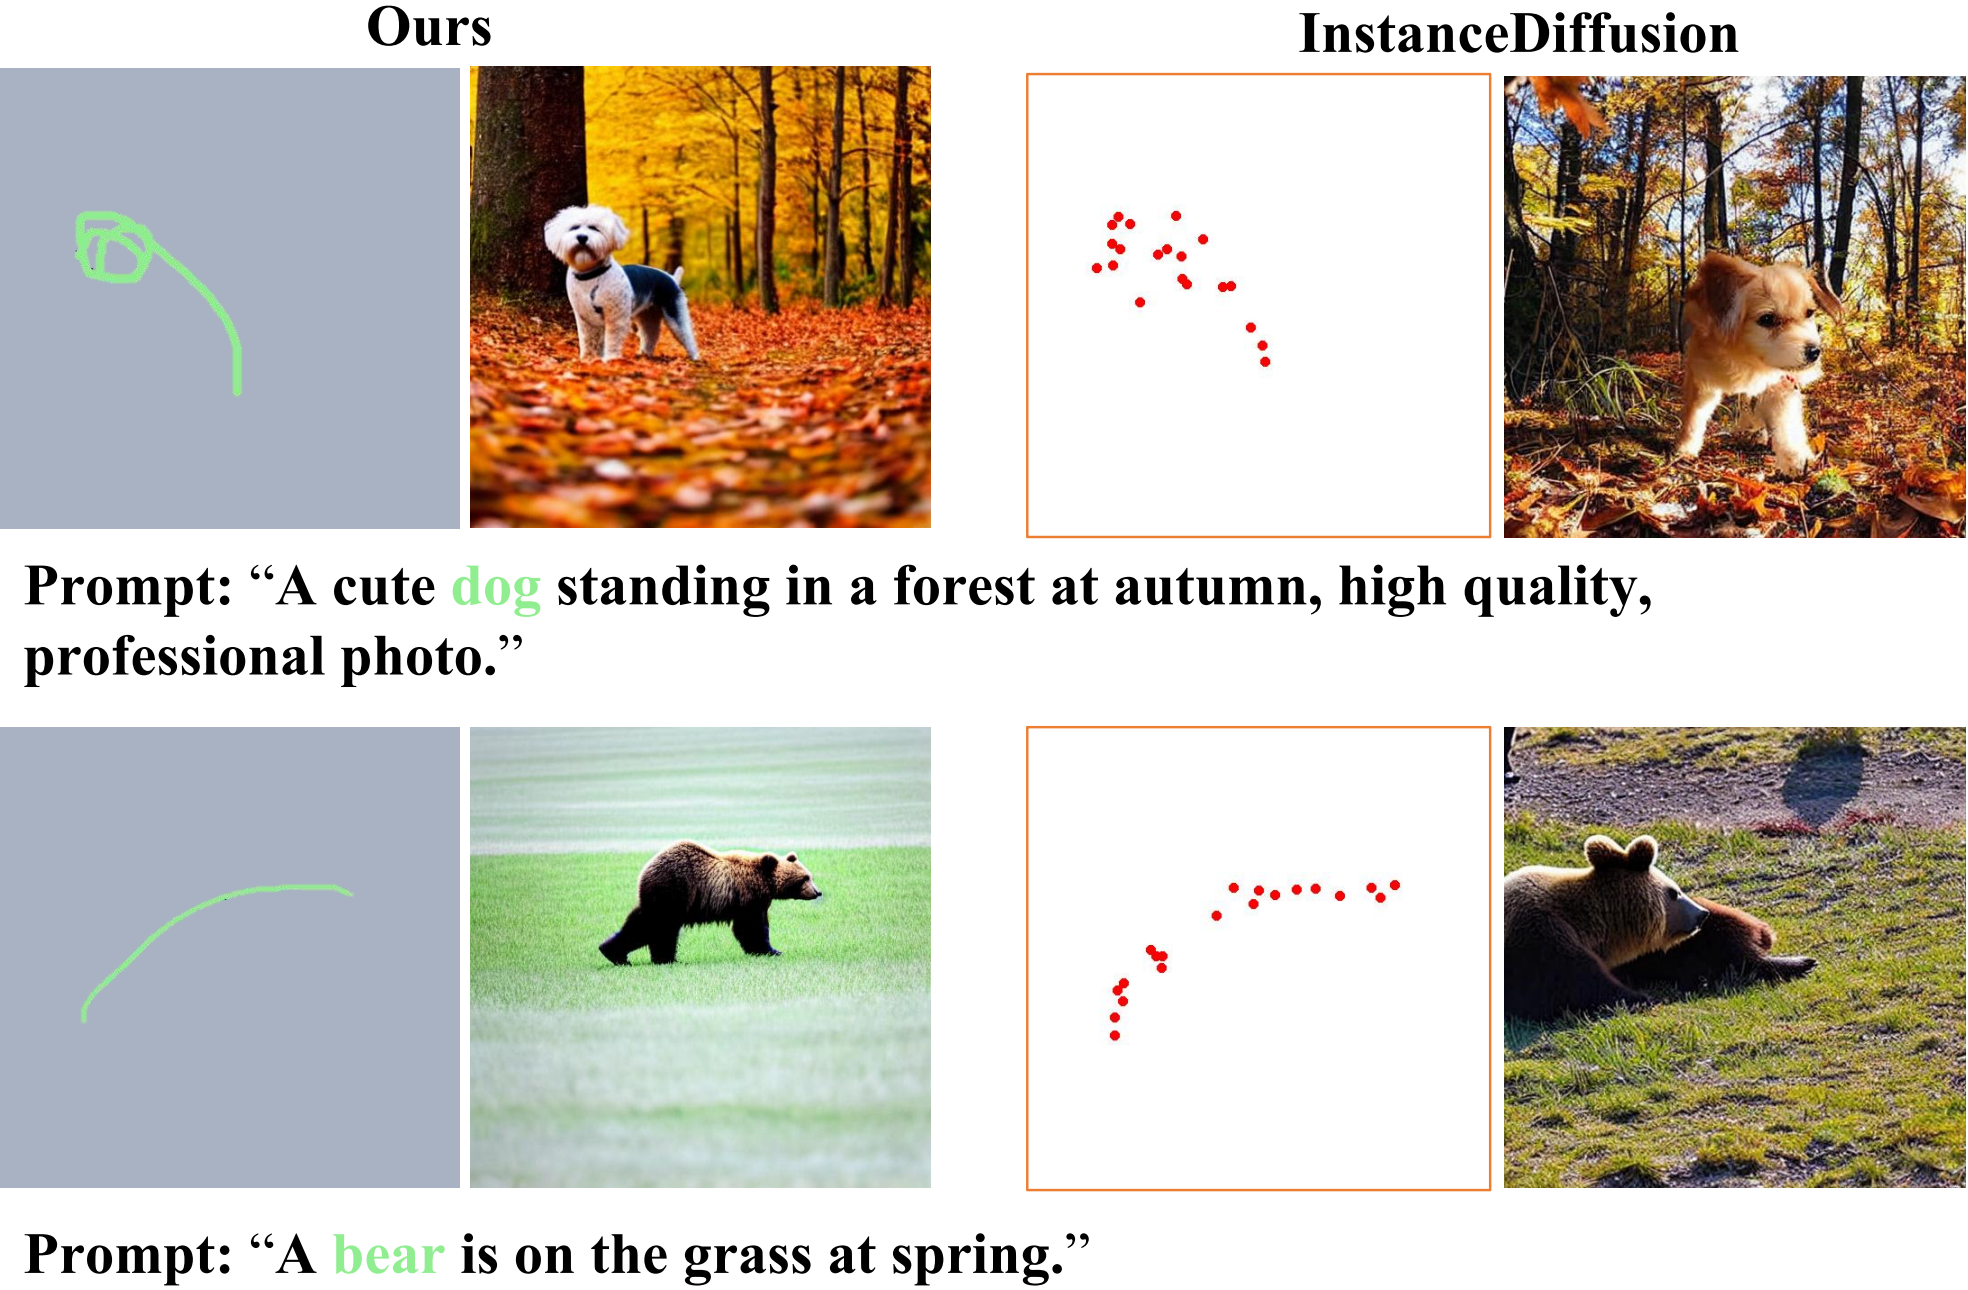 Ours
InstanceDiffusion
Prompt: “A cute dog standing in a forest at autumn, high quality,
professional photo.”
Prompt: “A bear is on the grass at spring.”